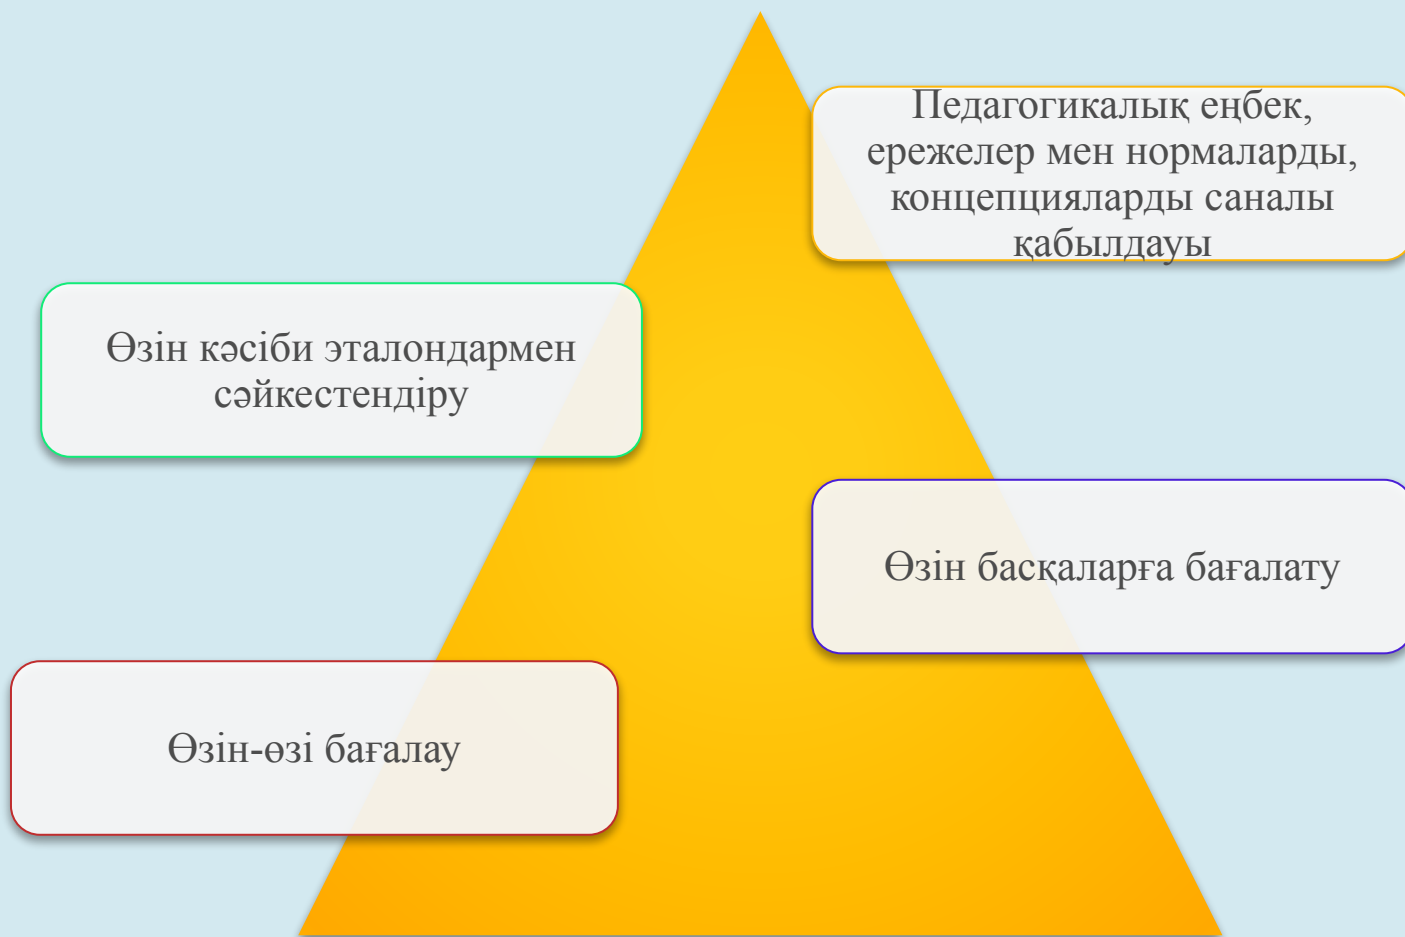 Педагогикалық еңбек,
ережелер мен нормаларды,
концепцияларды саналы
қабылдауы
Өзін кәсіби эталондармен
сәйкестендіру
Өзін басқаларға бағалату
Өзін-өзі бағалау